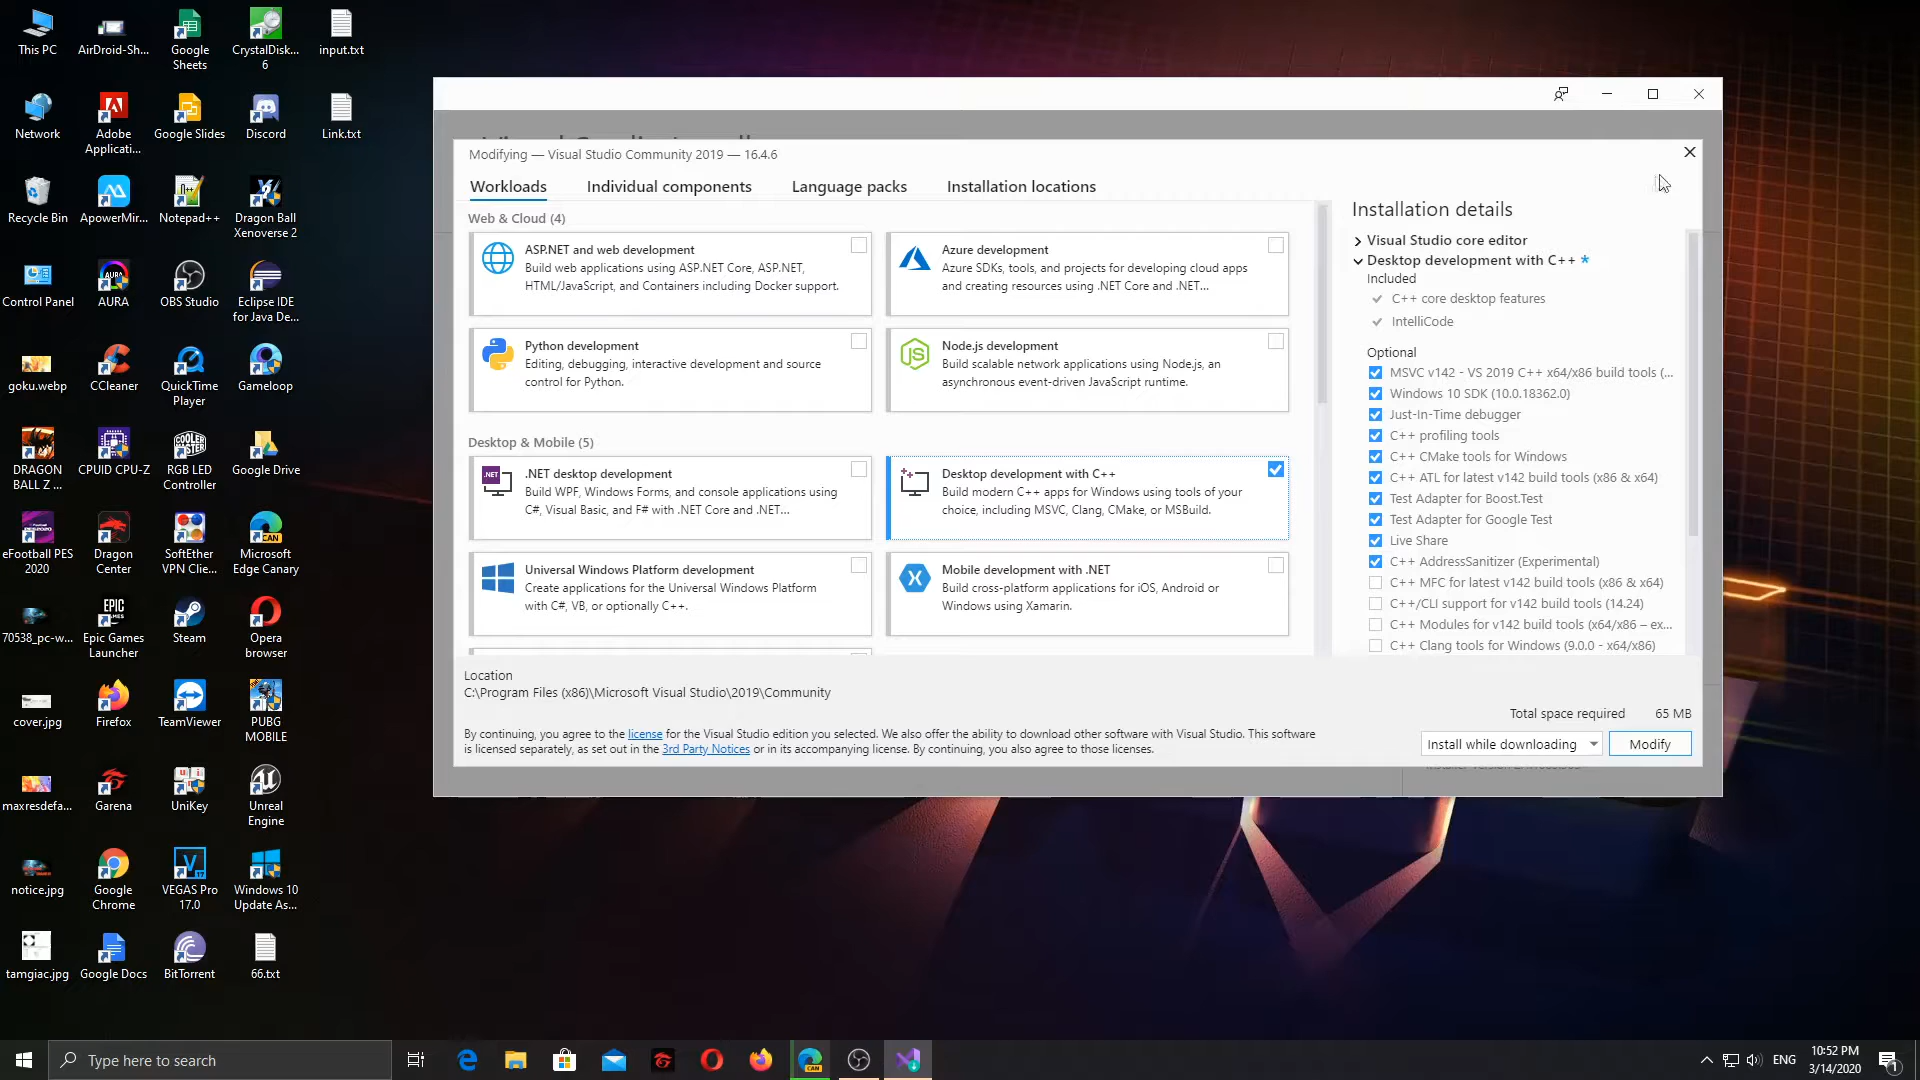 This PC
AirDroid-Sh...
Google
Sheets
CrystalDisk...
6
input.txt
Network
Adobe
Applicati...
Google Slides
Discord
Link.txt
Recycle Bin
ApowerMir...
Notepad++
Dragon Ball
Xenoverse 2
Control Panel
AURA
OBS Studio
Eclipse IDE
for Java De...
goku.webp
CCleaner
QuickTime
Player
Gameloop
DRAGON
BALL Z ...
CPUID CPU-Z
RGB LED
Controller
Google Drive
eFootball PES
2020
Dragon
Center
SoftEther
VPN Clie...
Microsoft
Edge Canary
70538_pc-w...
Epic Games
Launcher
Steam
Opera
browser
cover.jpg
Firefox
TeamViewer
PUBG
MOBILE
maxresdefa...
Garena
UniKey
Unreal
Engine
notice.jpg
Google
Chrome
VEGAS Pro
17.0
Windows 10
Update As...
tamgiac.jpg
Google Docs
BitTorrent
66.txt
Modifying — Visual Studio Community 2019 — 16.4.6
Workloads
Individual components
Language packs
Installation locations
Web & Cloud (4)
ASP.NET and web development
Build web applications using ASP.NET Core, ASP.NET,
HTML/JavaScript, and Containers including Docker support.
Azure development
Azure SDKs, tools, and projects for developing cloud apps
and creating resources using .NET Core and .NET...
Python development
Editing, debugging, interactive development and source
control for Python.
Node.js development
Build scalable network applications using Node.js, an
asynchronous event-driven JavaScript runtime.
Desktop & Mobile (5)
.NET desktop development
Build WPF, Windows Forms, and console applications using
C#, Visual Basic, and F# with .NET Core and .NET...
Desktop development with C++
Build modern C++ apps for Windows using tools of your
choice, including MSVC, Clang, CMake, or MSBuild.
Universal Windows Platform development
Create applications for the Universal Windows Platform
with C#, VB, or optionally C++.
Mobile development with .NET
Build cross-platform applications for iOS, Android or
Windows using Xamarin.
Installation details
Visual Studio core editor
Desktop development with C++ *
Included
C++ core desktop features
IntelliCode
Optional
MSVC v142 - VS 2019 C++ x64/x86 build tools (...
Windows 10 SDK (10.0.18362.0)
Just-In-Time debugger
C++ profiling tools
C++ CMake tools for Windows
C++ ATL for latest v142 build tools (x86 & x64)
Test Adapter for Boost.Test
Test Adapter for Google Test
Live Share
C++ AddressSanitizer (Experimental)
C++ MFC for latest v142 build tools (x86 & x64)
C++/CLI support for v142 build tools (14.24)
C++ Modules for v142 build tools (x64/x86 – ex...
C++ Clang tools for Windows (9.0.0 - x64/x86)
Location
C:\Program Files (x86)\Microsoft Visual Studio\2019\Community
Total space required 65 MB
By continuing, you agree to the license for the Visual Studio edition you selected. We also offer the ability to download other software with Visual Studio. This software
is licensed separately, as set out in the 3rd Party Notices or in its accompanying license. By continuing, you also agree to those licenses.
Install while downloading
Modify
Type here to search
ENG
10:52 PM
3/14/2020